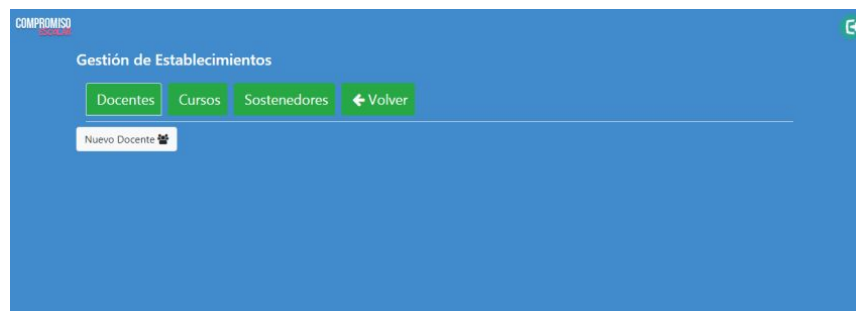 COMPROMISO
ESCOLAR
Gestión de Establecimientos
Docentes Cursos Sostenedores Volver
Nuevo Docente